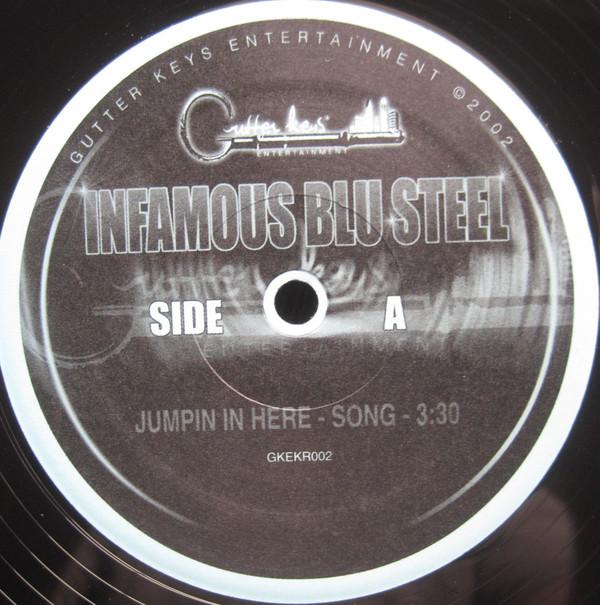 GUTTER KEYS ENTERTAINMENT ©2002
Gutter keys
ENTERTAINMENT
INFAMOUS BLU STEEL
SIDE A
JUMPIN IN HERE - SONG - 3:30
GKEKR002